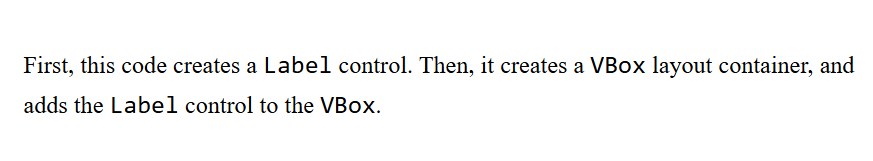 First, this code creates a Label control. Then, it creates a VBox layout container, and
adds the Label control to the VBox.